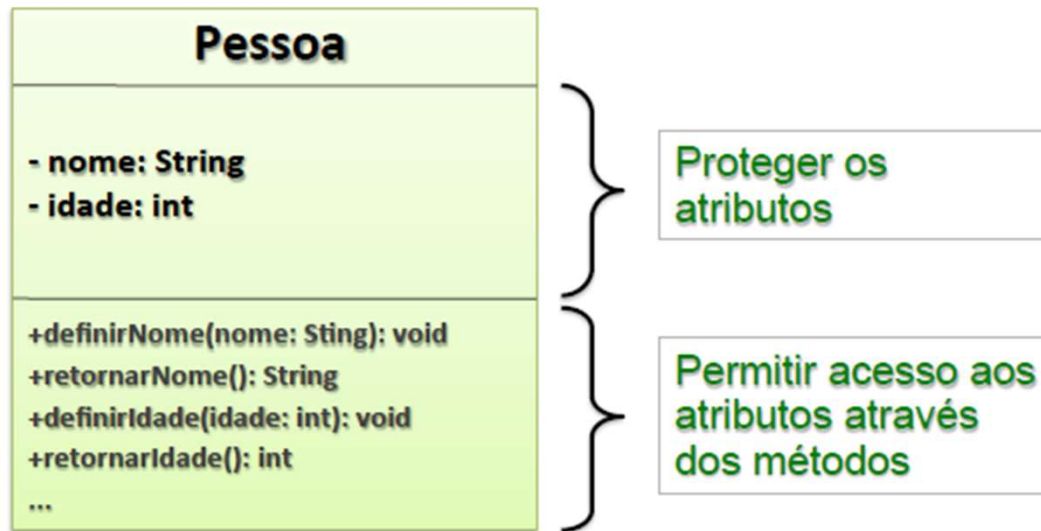 Pessoa
- nome: String
- idade: int
+definirNome(nome: Sting): void
+retornarNome(): String
+definirIdade(idade: int): void
+retornarIdade(): int
...
Proteger os
atributos
Permitir acesso aos
atributos através
dos métodos